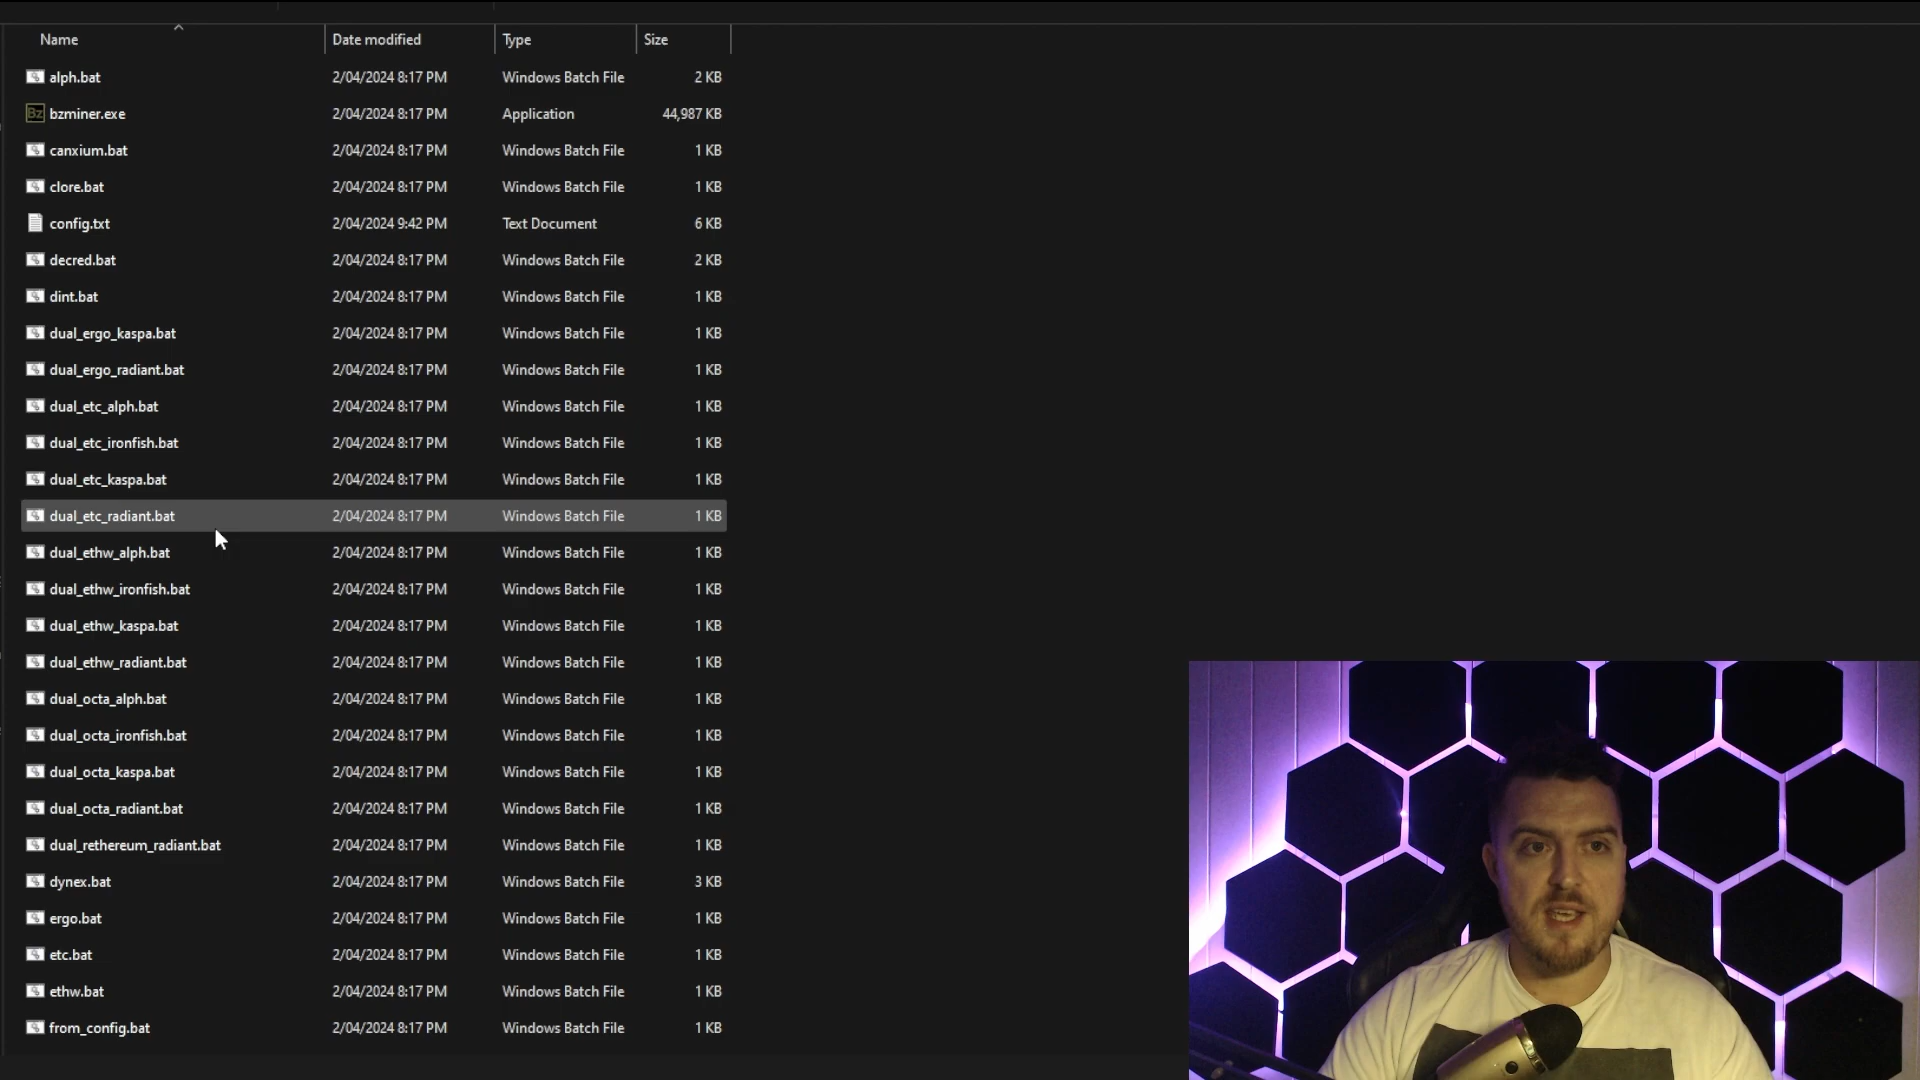 Name Date modified Type Size
alph.bat 2/04/2024 8:17 PM Windows Batch File 2 KB
Bz bzminer.exe 2/04/2024 8:17 PM Application 44,987 KB
canxium.bat 2/04/2024 8:17 PM Windows Batch File 1 KB
clore.bat 2/04/2024 8:17 PM Windows Batch File 1 KB
config.txt 2/04/2024 9:42 PM Text Document 6 KB
decred.bat 2/04/2024 8:17 PM Windows Batch File 2 KB
dint.bat 2/04/2024 8:17 PM Windows Batch File 1 KB
dual_ergo_kaspa.bat 2/04/2024 8:17 PM Windows Batch File 1 KB
dual_ergo_radiant.bat 2/04/2024 8:17 PM Windows Batch File 1 KB
dual_etc_alph.bat 2/04/2024 8:17 PM Windows Batch File 1 KB
dual_etc_ironfish.bat 2/04/2024 8:17 PM Windows Batch File 1 KB
dual_etc_kaspa.bat 2/04/2024 8:17 PM Windows Batch File 1 KB
dual_etc_radiant.bat 2/04/2024 8:17 PM Windows Batch File 1 KB
dual_ethw_alph.bat 2/04/2024 8:17 PM Windows Batch File 1 KB
dual_ethw_ironfish.bat 2/04/2024 8:17 PM Windows Batch File 1 KB
dual_ethw_kaspa.bat 2/04/2024 8:17 PM Windows Batch File 1 KB
dual_ethw_radiant.bat 2/04/2024 8:17 PM Windows Batch File 1 KB
dual_octa_alph.bat 2/04/2024 8:17 PM Windows Batch File 1 KB
dual_octa_ironfish.bat 2/04/2024 8:17 PM Windows Batch File 1 KB
dual_octa_kaspa.bat 2/04/2024 8:17 PM Windows Batch File 1 KB
dual_octa_radiant.bat 2/04/2024 8:17 PM Windows Batch File 1 KB
dual_rethereum_radiant.bat 2/04/2024 8:17 PM Windows Batch File 1 KB
dynex.bat 2/04/2024 8:17 PM Windows Batch File 3 KB
ergo.bat 2/04/2024 8:17 PM Windows Batch File 1 KB
etc.bat 2/04/2024 8:17 PM Windows Batch File 1 KB
ethw.bat 2/04/2024 8:17 PM Windows Batch File 1 KB
from_config.bat 2/04/2024 8:17 PM Windows Batch File 1 KB